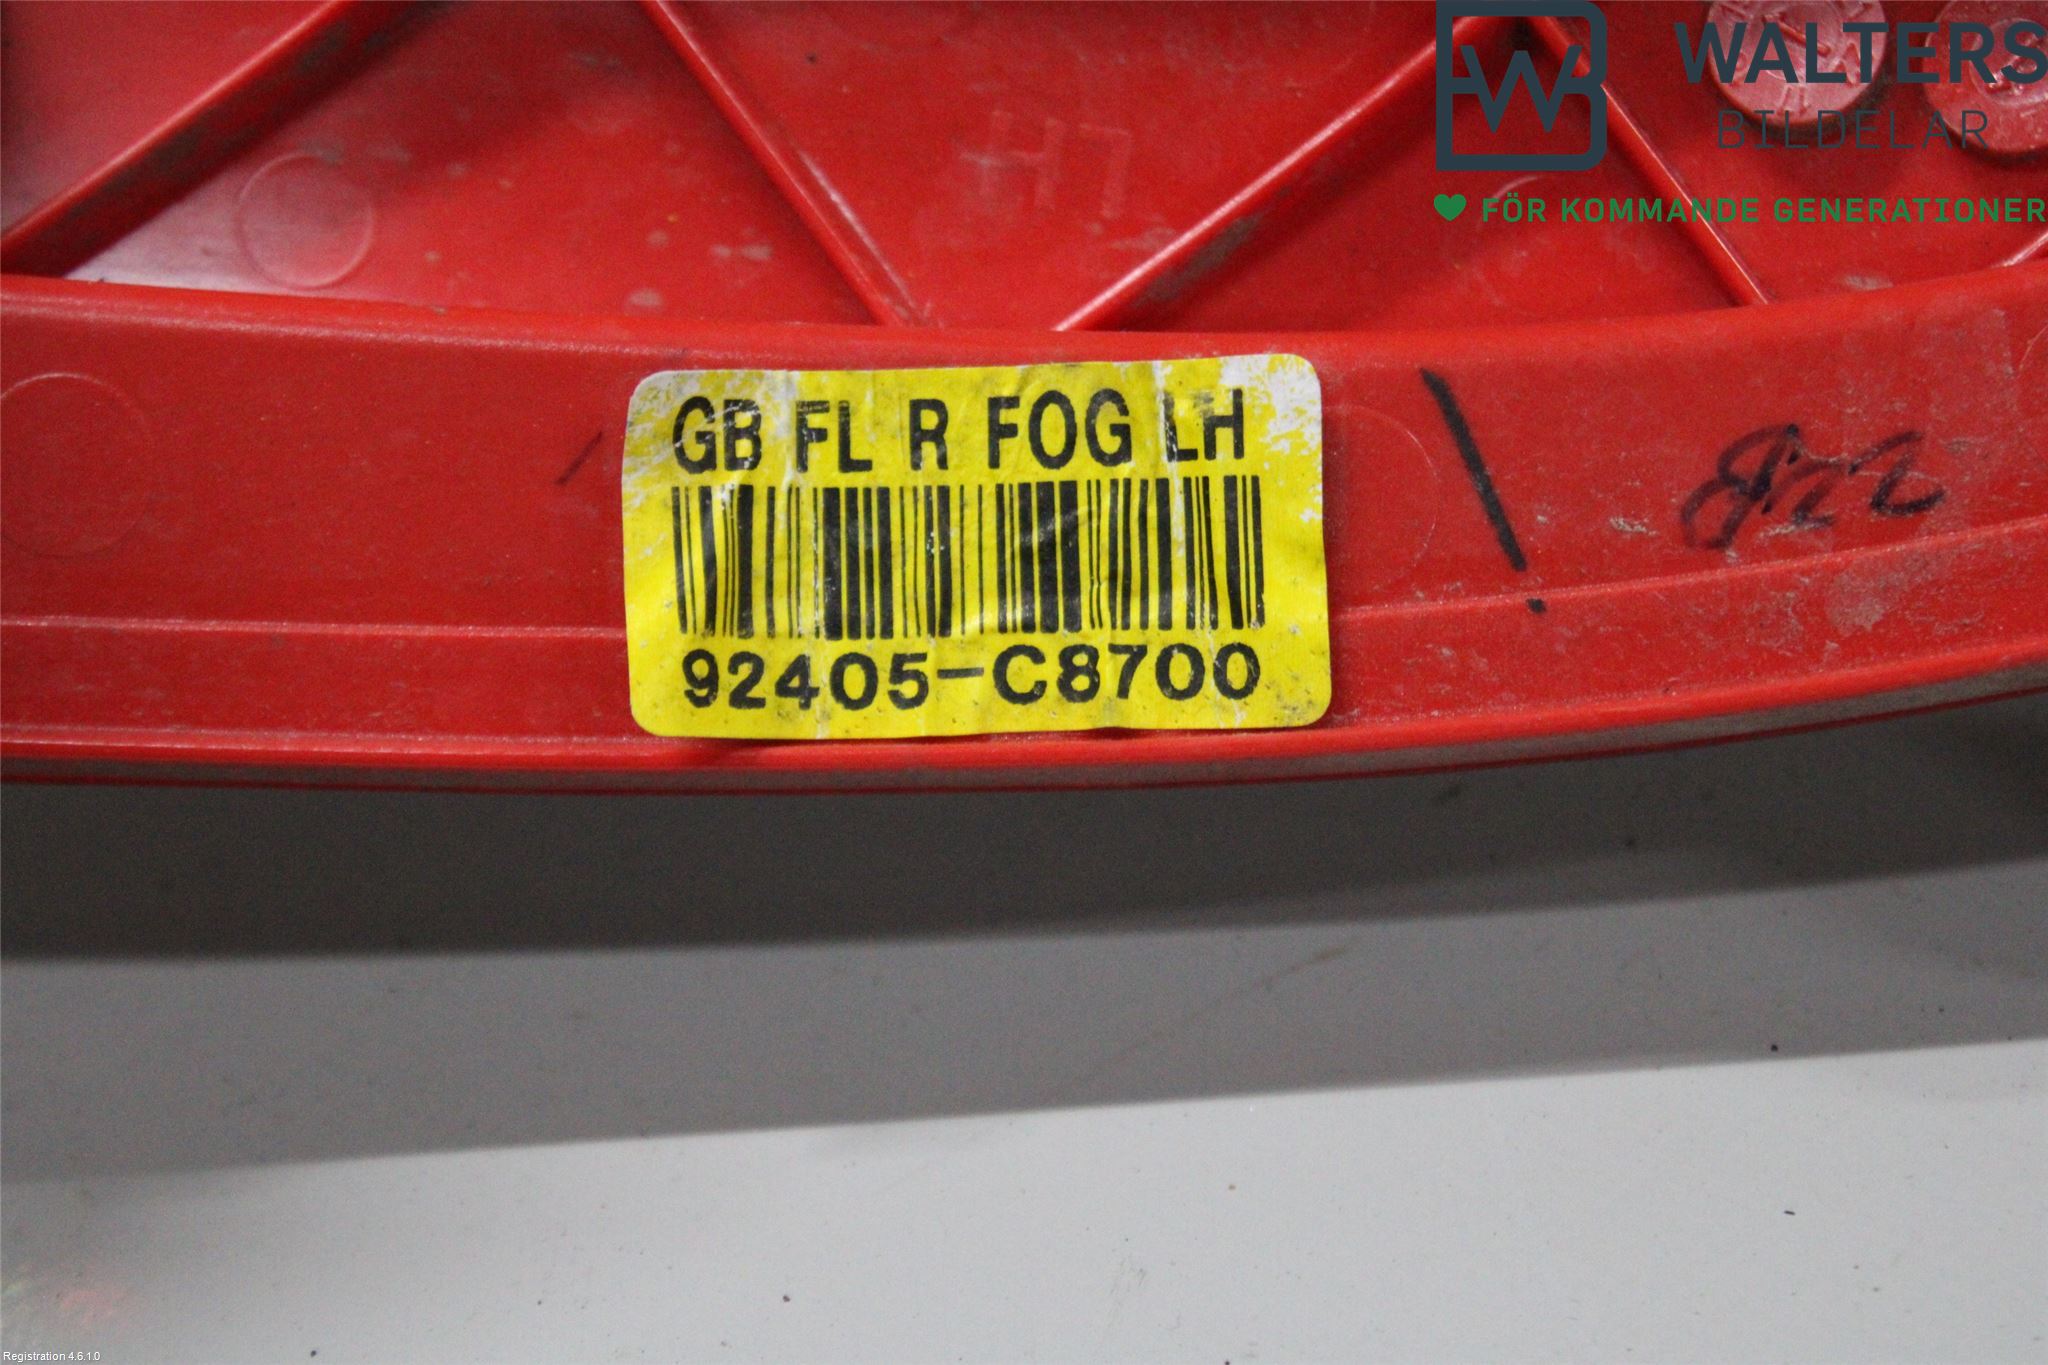 WALTERS
BILDELAR
FÖR KOMMANDE GENERATIONER
GB FL R FOG LH
92405-C8700
Registration 4.6.1.0